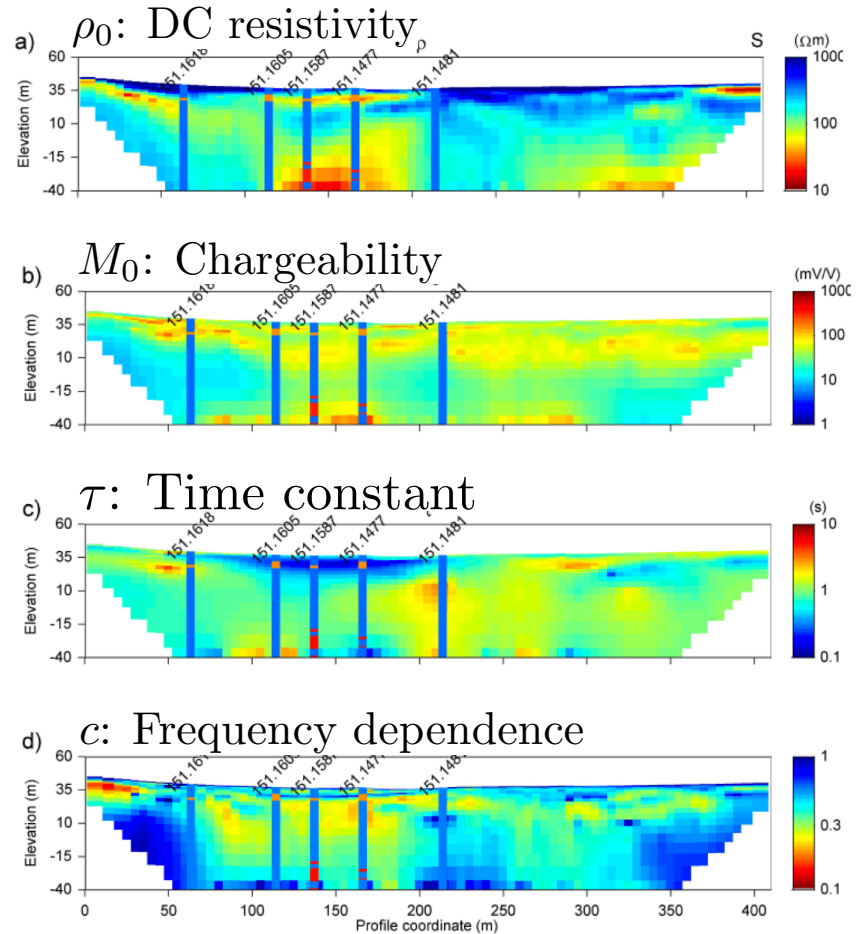 ρ₀: DC resistivity
a) ρ S (Ωm)
Elevation (m)
60
35
10
-15
-40
151.1618 151.1605 151.1587 151.1477 151.1481
1000
100
10
M₀: Chargeability
b) (mV/V)
Elevation (m)
60
35
10
-15
-40
151.1618 151.1605 151.1587 151.1477 151.1481
1000
100
10
1
τ: Time constant
c) (s)
Elevation (m)
60
35
10
-15
-40
151.1618 151.1605 151.1587 151.1477 151.1481
10
1
0.1
c: Frequency dependence
d)
Elevation (m)
60
35
10
-15
-40
1
0.3
0.1
0 50 100 150 200 250 300 350 400
Profile coordinate (m)